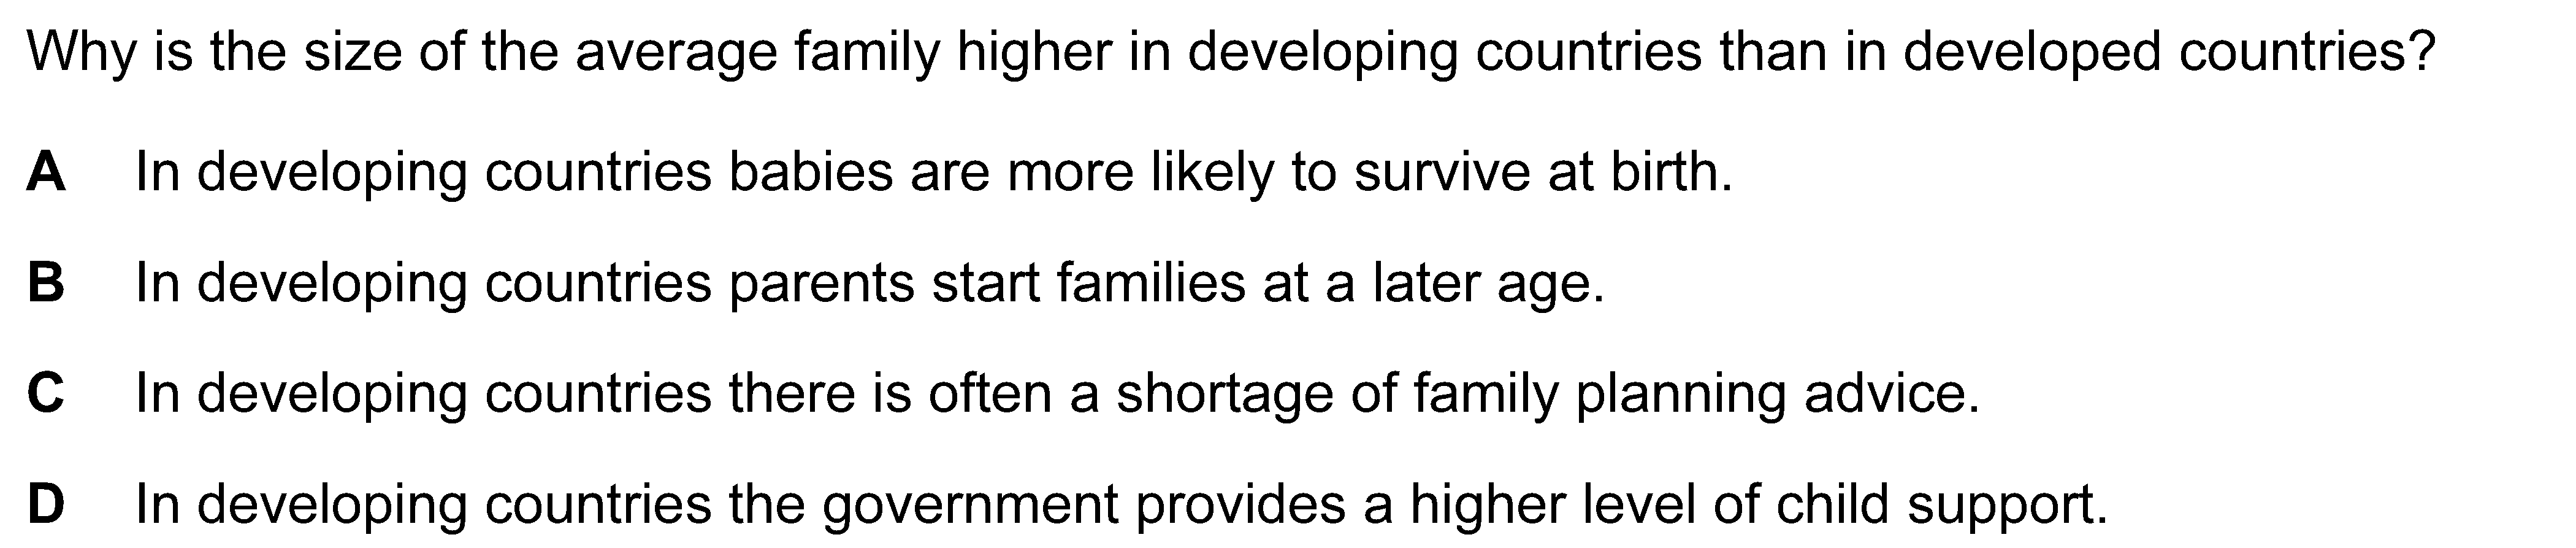 Why is the size of the average family higher in developing countries than in developed countries?
A In developing countries babies are more likely to survive at birth.
B In developing countries parents start families at a later age.
C In developing countries there is often a shortage of family planning advice.
D In developing countries the government provides a higher level of child support.